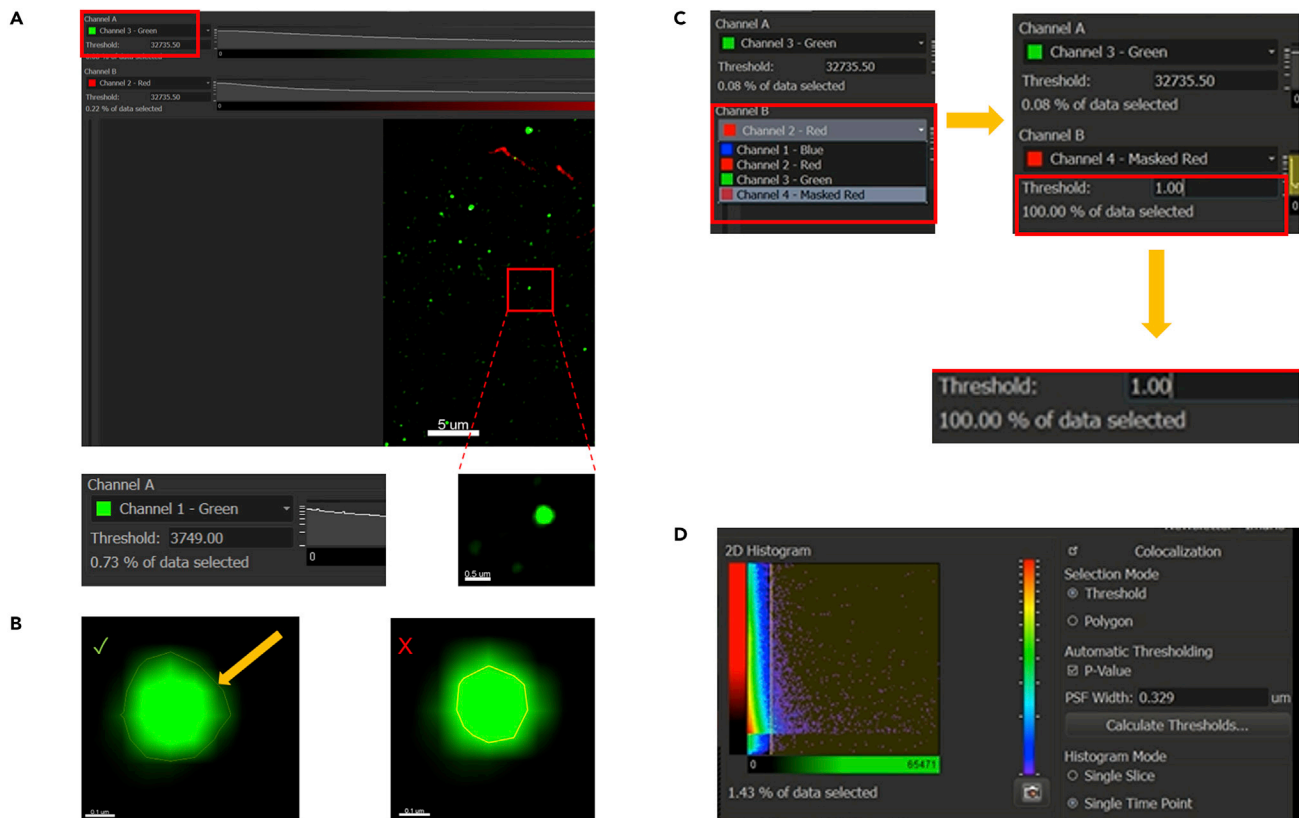 A
Channel A
Channel 3 - Green
Threshold: 32735.50
0
Channel B
Channel 2 - Red
Threshold: 32735.50
0.22 % of data selected
0
5 um
Channel A
Channel 1 - Green
Threshold: 3749.00
0.73 % of data selected
0
0.5 um
B
✓
X
0.1 um
0.1 um
C
Channel A
Channel 3 - Green
Threshold: 32735.50
0.08 % of data selected
Channel B
Channel 2 - Red
Channel 1 - Blue
Channel 2 - Red
Channel 3 - Green
Channel 4 - Masked Red
Channel A
Channel 3 - Green
Threshold: 32735.50
0.08 % of data selected
0
Channel B
Channel 4 - Masked Red
Threshold: 1.00
100.00 % of data selected
0
Threshold: 1.00
100.00 % of data selected
D
2D Histogram
0 65471
1.43 % of data selected
Colocalization
Selection Mode
Threshold
Polygon
Automatic Thresholding
P-Value
PSF Width: 0.329 um
Calculate Thresholds...
Histogram Mode
Single Slice
Single Time Point